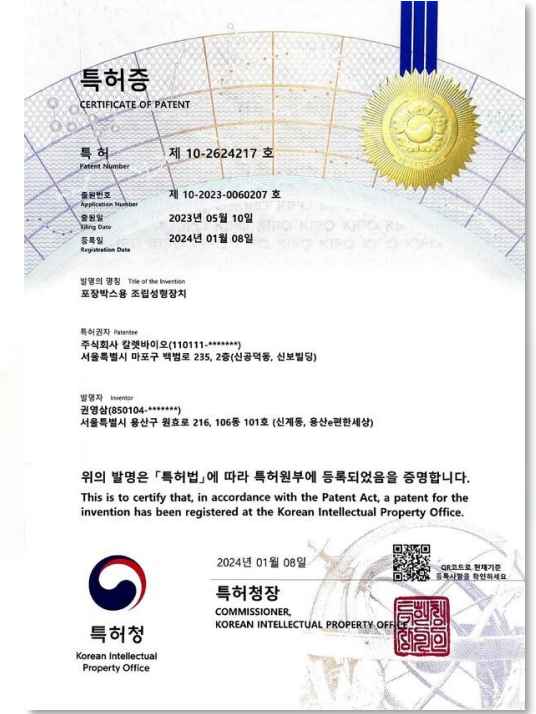 특허증
CERTIFICATE OF PATENT
특 허 제 10-2624217 호
Patent Number
출원번호 제 10-2023-0060207 호
Application Number
출원일 2023년 05월 10일
Filing Date
등록일 2024년 01월 08일
Registration Date
발명의 명칭 Title of the Invention
포장박스용 조립성형장치
특허권자 Patentee
주식회사 칼렛바이오(110111-*******)
서울특별시 마포구 백범로 235, 2층(신공덕동, 신보빌딩)
발명자 Inventor
권영삼(850104-*******)
서울특별시 용산구 원효로 216, 106동 101호 (신계동, 용산e편한세상)
위의 발명은 「특허법」에 따라 특허원부에 등록되었음을 증명합니다.
This is to certify that, in accordance with the Patent Act, a patent for the
invention has been registered at the Korean Intellectual Property Office.
2024년 01월 08일
QR코드로 현재기준
등록사항을 확인하세요
특허청장
COMMISSIONER,
KOREAN INTELLECTUAL PROPERTY OFFICE
특허청
Korean Intellectual
Property Office